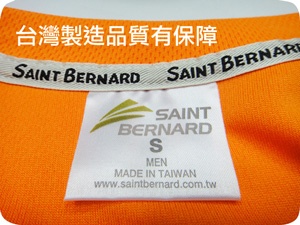 台灣製造品質有保障
SAINT BERNARD SAINT BERNARD
SAINT
BERNARD
S
MEN
MADE IN TAIWAN
www.saintbernard.com.tw